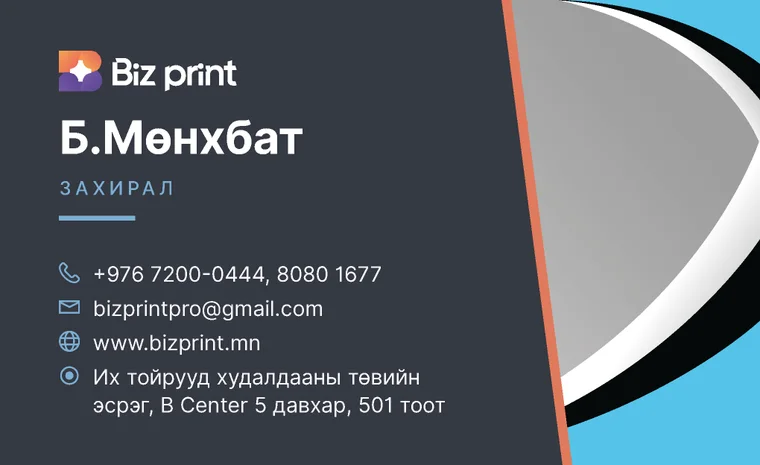 Biz print
Б.Мөнхбат
ЗАХИРАЛ
+976 7200-0444, 8080 1677
bizprintpro@gmail.com
www.bizprint.mn
Их тойрууд худалдааны төвийн
эсрэг, B Center 5 давхар, 501 тоот